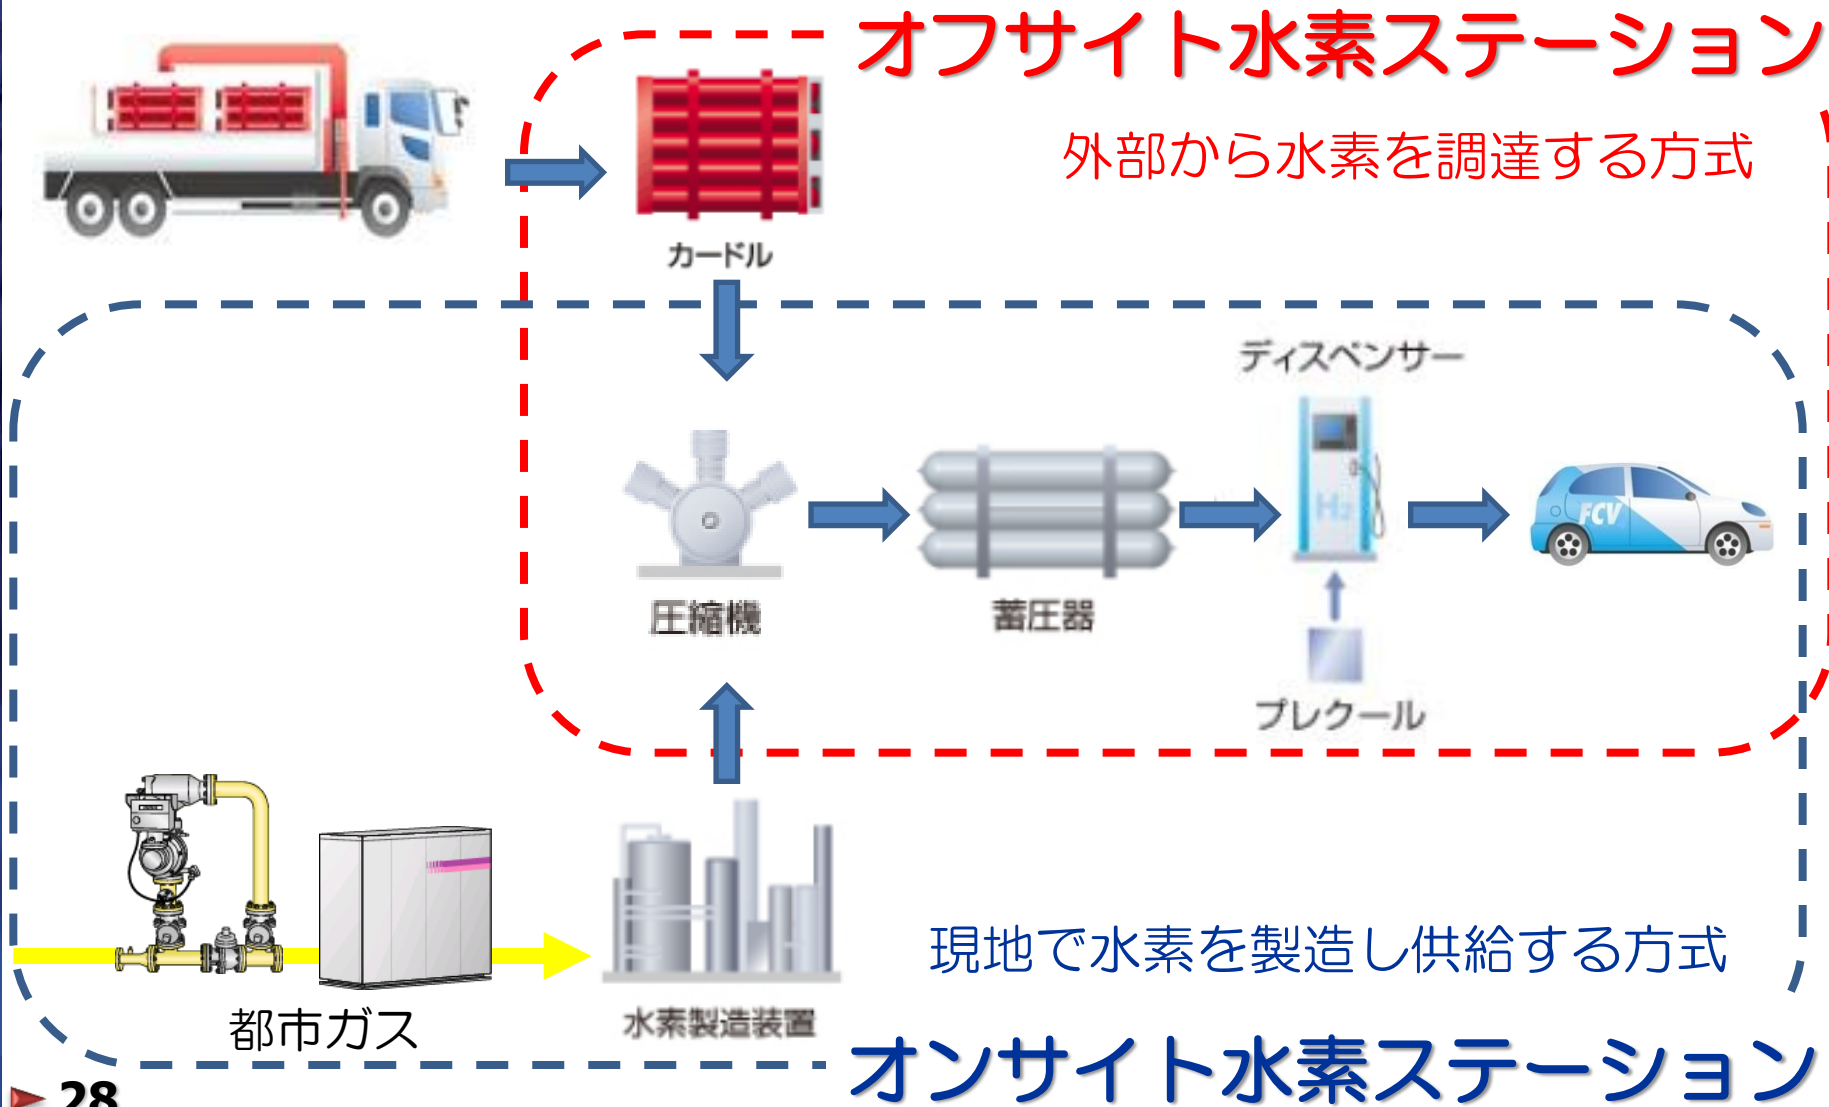 オフサイト水素ステーション
外部から水素を調達する方式
カードル
ディスペンサー
H2
FCV
圧縮機
蓄圧器
プレクール
現地で水素を製造し供給する方式
都市ガス
水素製造装置
オンサイト水素ステーション
28